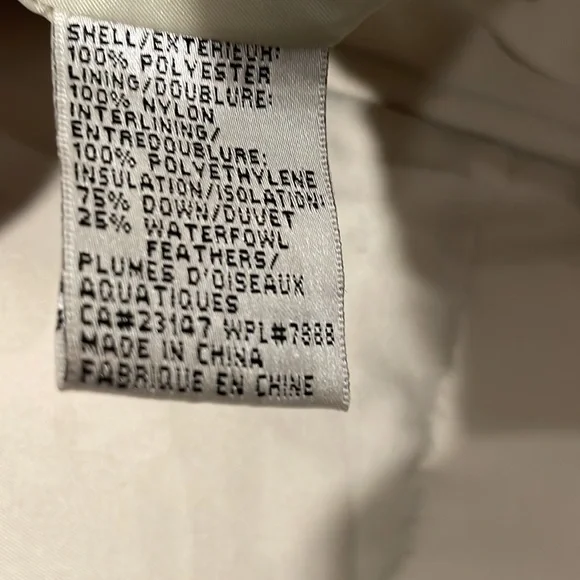 SHELL/EXTERIEUR:
100% POLYESTER
LINING/DOUBLURE:
100% NYLON
INTERLINING/
ENTREDOUBLURE:
100% POLYETHYLENE
INSULATION/ISOLATION:
75% DOWN/DUVET
25% WATERFOWL
FEATHERS/
PLUMES D'OISEAUX
AQUATIQUES
CA#23107 WPL#7888
MADE IN CHINA
FABRIQUE EN CHINE